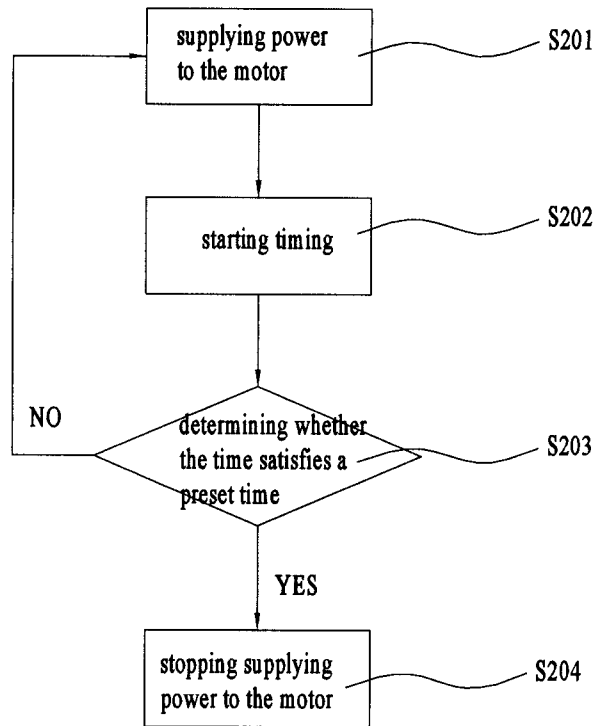 supplying power
to the motor
S201
starting timing
S202
NO
determining whether
the time satisfies a
preset time
S203
YES
stopping supplying
power to the motor
S204